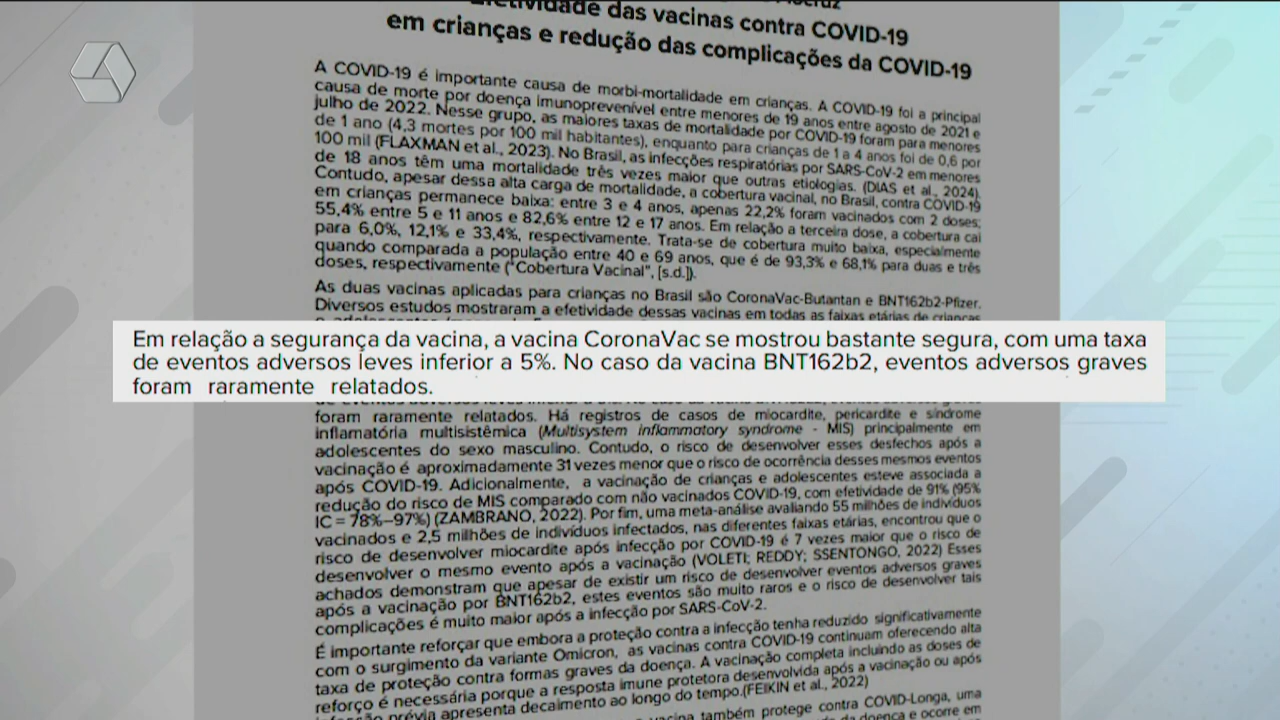 Efetividade das vacinas contra COVID-19
em crianças e redução das complicações da COVID-19
A COVID-19 é importante causa de morbi-mortalidade em crianças. A COVID-19 foi a principal
causa de morte por doença imunoprevenível entre menores de 19 anos entre agosto de 2021 e
julho de 2022. Nesse grupo, as maiores taxas de mortalidade por COVID-19 foram para menores
de 1 ano (4,3 mortes por 100 mil habitantes), enquanto para crianças de 1 a 4 anos foi de 0,6 por
100 mil (FLAXMAN et al., 2023). No Brasil, as infecções respiratórias por SARS-CoV-2 em menores
de 18 anos têm uma mortalidade três vezes maior que outras etiologias. (DIAS et al., 2024).
Contudo, apesar dessa alta carga de mortalidade, a cobertura vacinal, no Brasil, contra COVID-19
em crianças permanece baixa: entre 3 e 4 anos, apenas 22,2% foram vacinados com 2 doses;
55,4% entre 5 e 11 anos e 82,6% entre 12 e 17 anos. Em relação a terceira dose, a cobertura cai
para 6,0%, 12,1% e 33,4%, respectivamente. Trata-se de cobertura muito baixa, especialmente
quando comparada a população entre 40 e 69 anos, que é de 93,3% e 68,1% para duas e três
doses, respectivamente ("Cobertura Vacinal", [s.d.]).
As duas vacinas aplicadas para crianças no Brasil são CoronaVac-Butantan e BNT162b2-Pfizer.
Diversos estudos mostraram a efetividade dessas vacinas em todas as faixas etárias de crianças
Em relação a segurança da vacina, a vacina CoronaVac se mostrou bastante segura, com uma taxa
de eventos adversos leves inferior a 5%. No caso da vacina BNT162b2, eventos adversos graves
foram raramente relatados.
foram raramente relatados. Há registros de casos de miocardite, pericardite e síndrome
inflamatória multisistêmica (Multisystem inflammatory syndrome - MIS) principalmente em
adolescentes do sexo masculino. Contudo, o risco de desenvolver esses desfechos após a
vacinação é aproximadamente 31 vezes menor que o risco de ocorrência desses mesmos eventos
após COVID-19. Adicionalmente, a vacinação de crianças e adolescentes esteve associada a
redução do risco de MIS comparado com não vacinados COVID-19, com efetividade de 91% (95%
IC = 78%–97%) (ZAMBRANO, 2022). Por fim, uma meta-análise avaliando 55 milhões de indivíduos
vacinados e 2,5 milhões de indivíduos infectados, nas diferentes faixas etárias, encontrou que o
risco de desenvolver miocardite após infecção por COVID-19 é 7 vezes maior que o risco de
desenvolver o mesmo evento após a vacinação (VOLETI; REDDY; SSENTONGO, 2022) Esses
achados demonstram que apesar de existir um risco de desenvolver eventos adversos graves
após a vacinação por BNT162b2, estes eventos são muito raros e o risco de desenvolver tais
complicações é muito maior após a infecção por SARS-CoV-2.
É importante reforçar que embora a proteção contra a infecção tenha reduzido significativamente
com o surgimento da variante Omicron, as vacinas contra COVID-19 continuam oferecendo alta
taxa de proteção contra formas graves da doença. A vacinação completa incluindo as doses de
reforço é necessária porque a resposta imune protetora desenvolvida após a vacinação ou após
infecção prévia apresenta decaimento ao longo do tempo.(FEIKIN et al., 2022)
vacina também protege contra COVID-Longa, uma
da doença e ocorre em